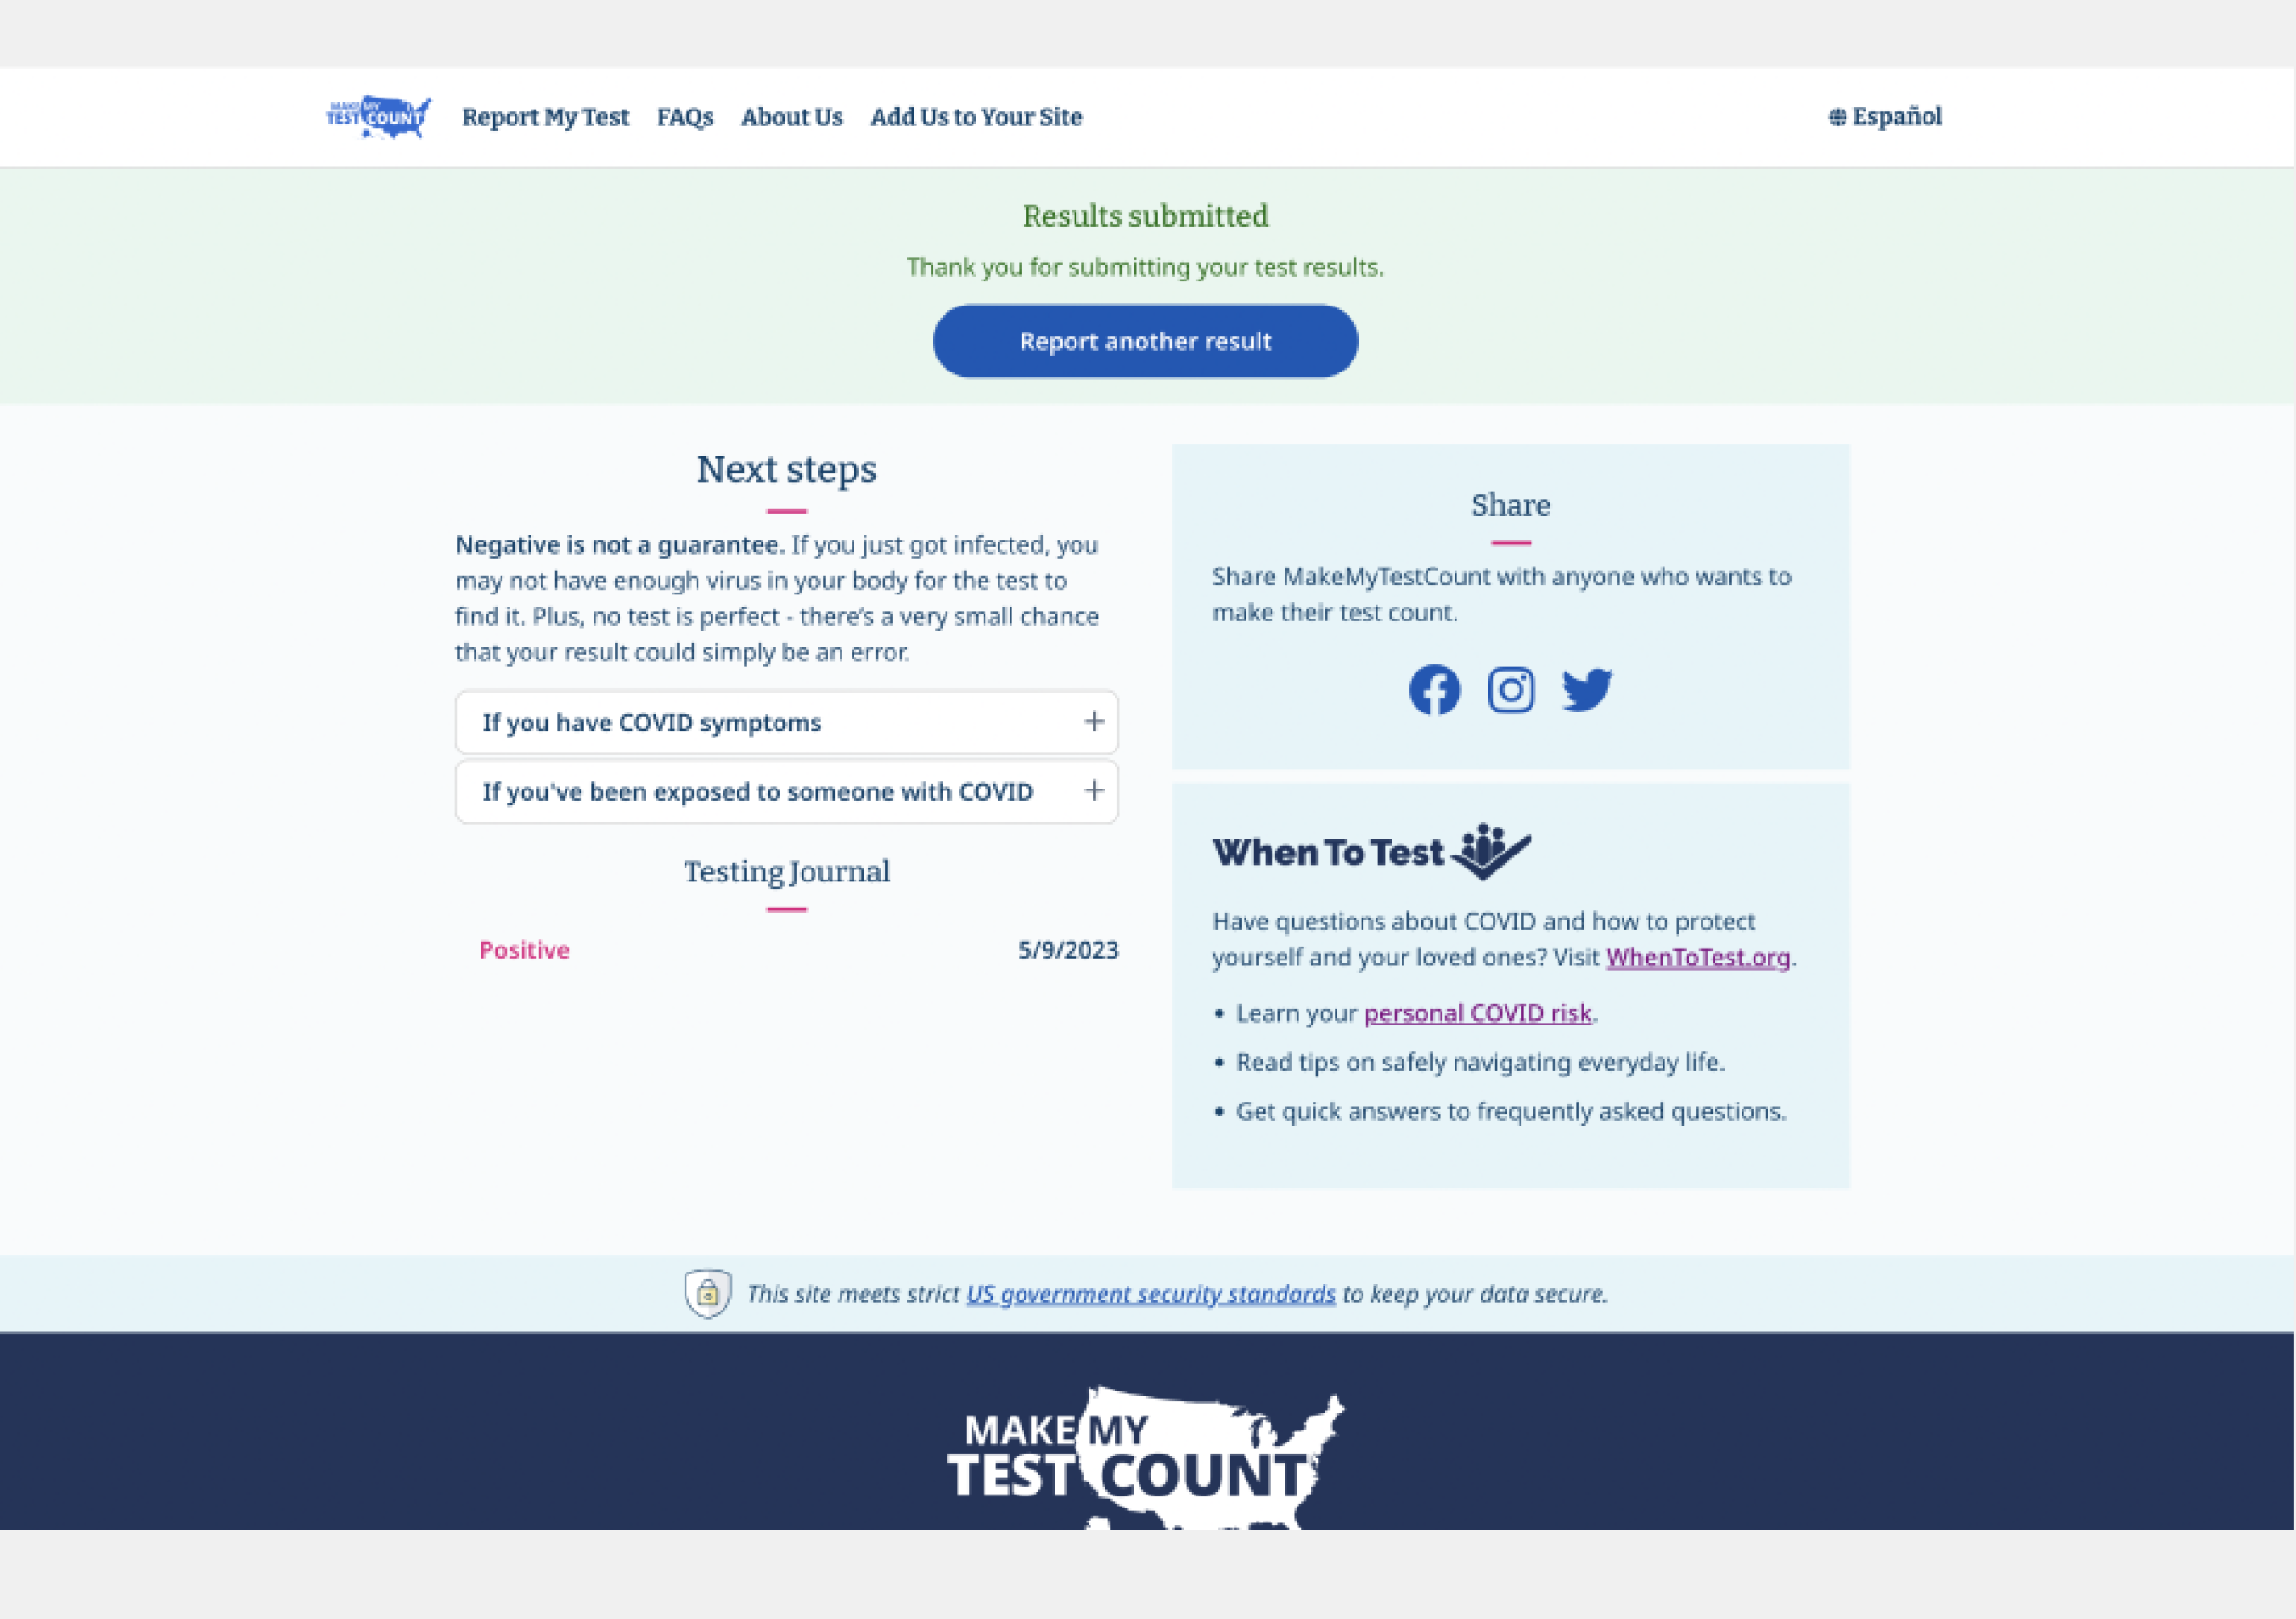 MAKE MY
TEST COUNT
Report My Test
FAQs
About Us
Add Us to Your Site
Español
Results submitted
Thank you for submitting your test results.
Report another result
Next steps
Negative is not a guarantee. If you just got infected, you
may not have enough virus in your body for the test to
find it. Plus, no test is perfect - there's a very small chance
that your result could simply be an error.
If you have COVID symptoms
If you've been exposed to someone with COVID
Testing Journal
Positive
5/9/2023
Share
Share MakeMyTestCount with anyone who wants to
make their test count.
When To Test
Have questions about COVID and how to protect
yourself and your loved ones? Visit WhenToTest.org.
• Learn your personal COVID risk.
• Read tips on safely navigating everyday life.
• Get quick answers to frequently asked questions.
This site meets strict US government security standards to keep your data secure.
MAKE MY
TEST COUNT